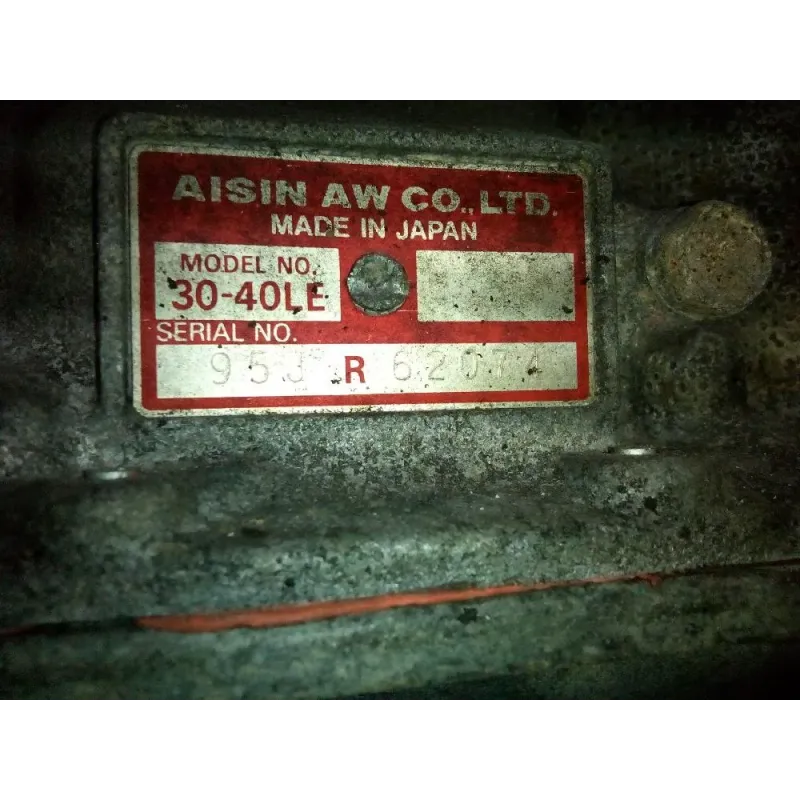 AISIN AW CO., LTD.
MADE IN JAPAN
MODEL NO.
30-40LE
SERIAL NO.
95J R 62074